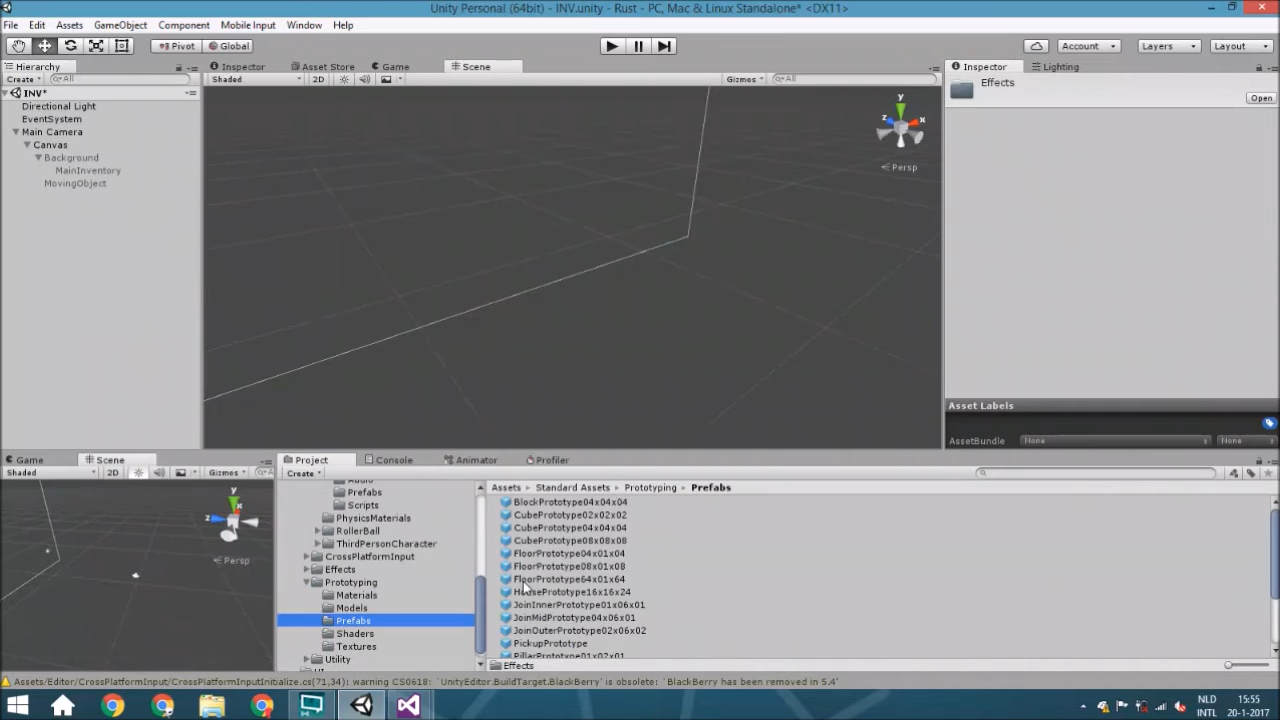 Unity Personal (64bit) - INV.unity - Rust - PC, Mac & Linux Standalone* <DX11>
File Edit Assets GameObject Component Mobile Input Window Help
Pivot Global Account Layers Layout
Hierarchy Inspector Asset Store Game Scene Inspector Lighting
Create All Shaded 2D Gizmos All
INV*
Directional Light
EventSystem
Main Camera
Canvas
Background
MainInventory
MovingObject
y
z x
Persp
Effects
Open
Asset Labels
AssetBundle None None
Game Scene
Shaded 2D Gizmos All
y
z
Persp
Project Console Animator Profiler
Create
Prefabs
Scripts
PhysicsMaterials
RollerBall
ThirdPersonCharacter
CrossPlatformInput
Effects
Prototyping
Materials
Models
Prefabs
Shaders
Textures
Utility
Assets Standard Assets Prototyping Prefabs
BlockPrototype04x04x04
CubePrototype02x02x02
CubePrototype04x04x04
CubePrototype08x08x08
FloorPrototype04x01x04
FloorPrototype08x01x08
FloorPrototype64x01x64
HousePrototype16x16x24
JoinInnerPrototype01x06x01
JoinMidPrototype04x06x01
JoinOuterPrototype02x06x02
PickupPrototype
PillarPrototype01x02x01
Effects
Assets/Editor/CrossPlatformInput/CrossPlatformInputInitialize.cs(71,34): warning CS0618: `UnityEditor.BuildTarget.BlackBerry' is obsolete: `BlackBerry has been removed in 5.4'
NLD
INTL
15:55
20-1-2017